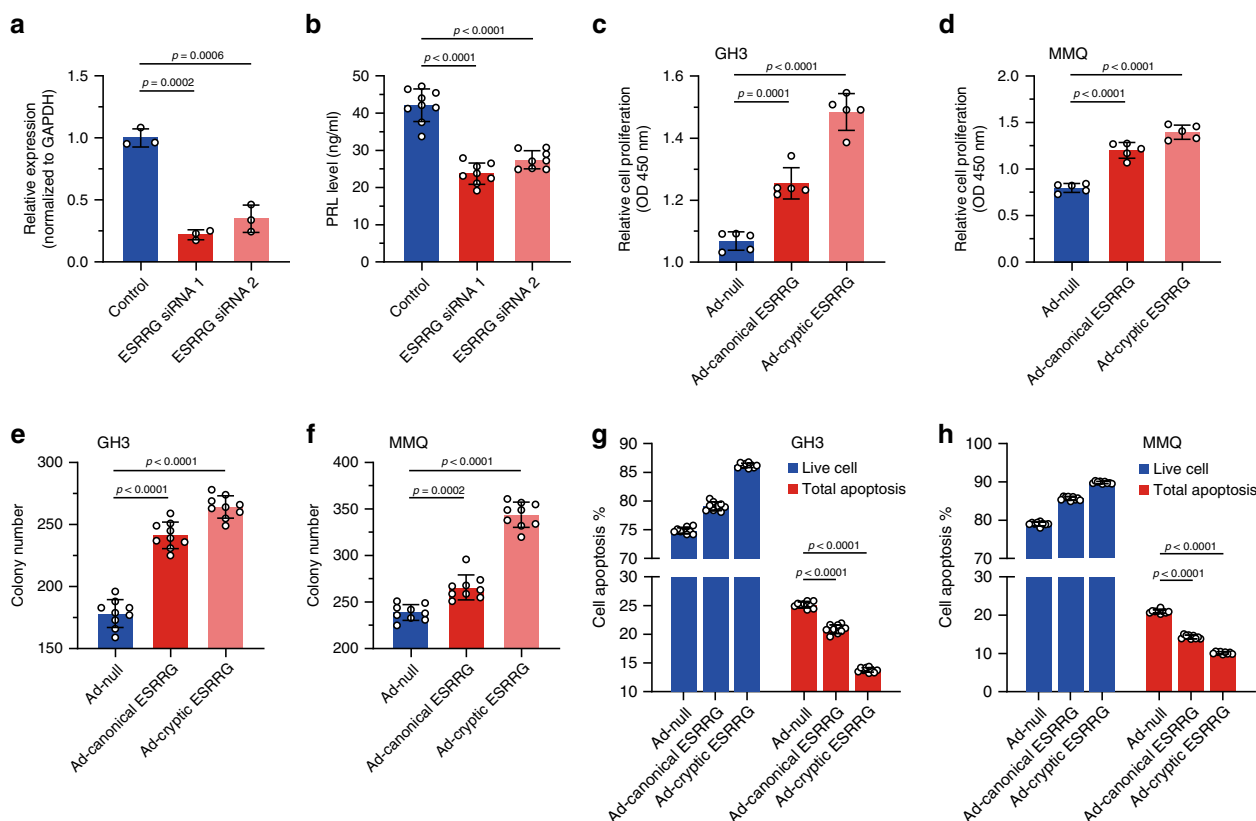 a
p = 0.0006
p = 0.0002
Relative expression
(normalized to GAPDH)
1.5
1.0
0.5
0.0
Control
ESRRG siRNA 1
ESRRG siRNA 2
b
p < 0.0001
p < 0.0001
PRL level (ng/ml)
50
40
30
20
10
0
Control
ESRRG siRNA 1
ESRRG siRNA 2
c
GH3
p < 0.0001
p = 0.0001
Relative cell proliferation
(OD 450 nm)
1.6
1.4
1.2
1.0
Ad-null
Ad-canonical ESRRG
Ad-cryptic ESRRG
d
MMQ
p < 0.0001
p < 0.0001
Relative cell proliferation
(OD 450 nm)
2.0
1.5
1.0
0.5
0.0
Ad-null
Ad-canonical ESRRG
Ad-cryptic ESRRG
e
GH3
p < 0.0001
p < 0.0001
Colony number
300
250
200
150
Ad-null
Ad-canonical ESRRG
Ad-cryptic ESRRG
f
MMQ
p < 0.0001
p = 0.0002
Colony number
400
350
300
250
200
Ad-null
Ad-canonical ESRRG
Ad-cryptic ESRRG
g
GH3
Live cell
Total apoptosis
p < 0.0001
p < 0.0001
Cell apoptosis %
90
85
80
75
70
25
20
15
10
30
Ad-null
Ad-canonical ESRRG
Ad-cryptic ESRRG
Ad-null
Ad-canonical ESRRG
Ad-cryptic ESRRG
h
MMQ
Live cell
Total apoptosis
p < 0.0001
p < 0.0001
Cell apoptosis %
100
90
80
70
30
20
10
0
Ad-null
Ad-canonical ESRRG
Ad-cryptic ESRRG
Ad-null
Ad-canonical ESRRG
Ad-cryptic ESRRG